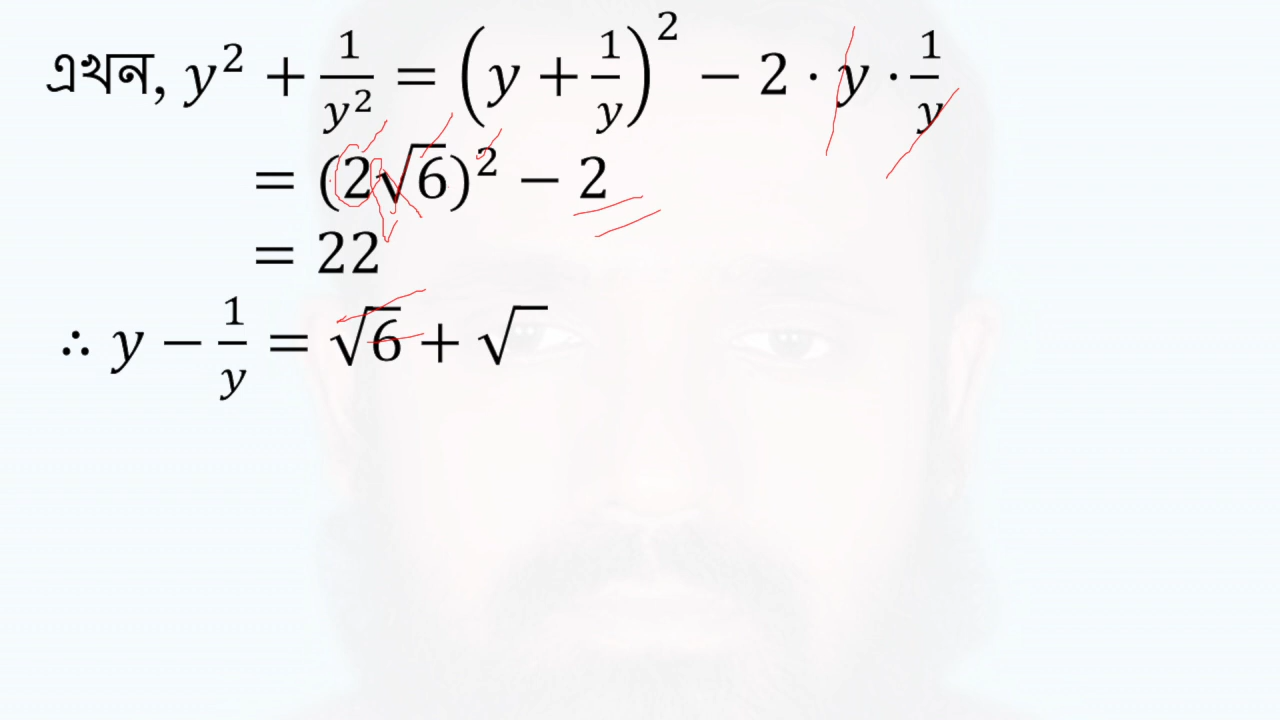 এখন, y² + 1/y² = (y + 1/y)² − 2 · y · 1/y
= (2√6)² − 2
= 22
∴ y − 1/y = √6 + √